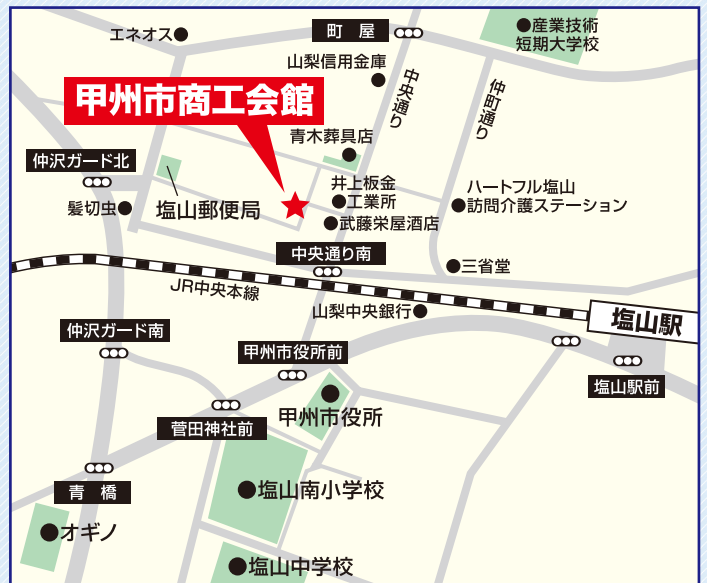 エネオス
町 屋
産業技術
短期大学校
山梨信用金庫
中央通り
仲町通り
甲州市商工会館
青木葬具店
仲沢ガード北
井上板金
工業所
ハートフル塩山
訪問介護ステーション
髪切虫
塩山郵便局
武藤栄屋酒店
中央通り南
三省堂
JR中央本線
山梨中央銀行
塩山駅
仲沢ガード南
甲州市役所前
塩山駅前
甲州市役所
菅田神社前
青 橋
塩山南小学校
オギノ
塩山中学校